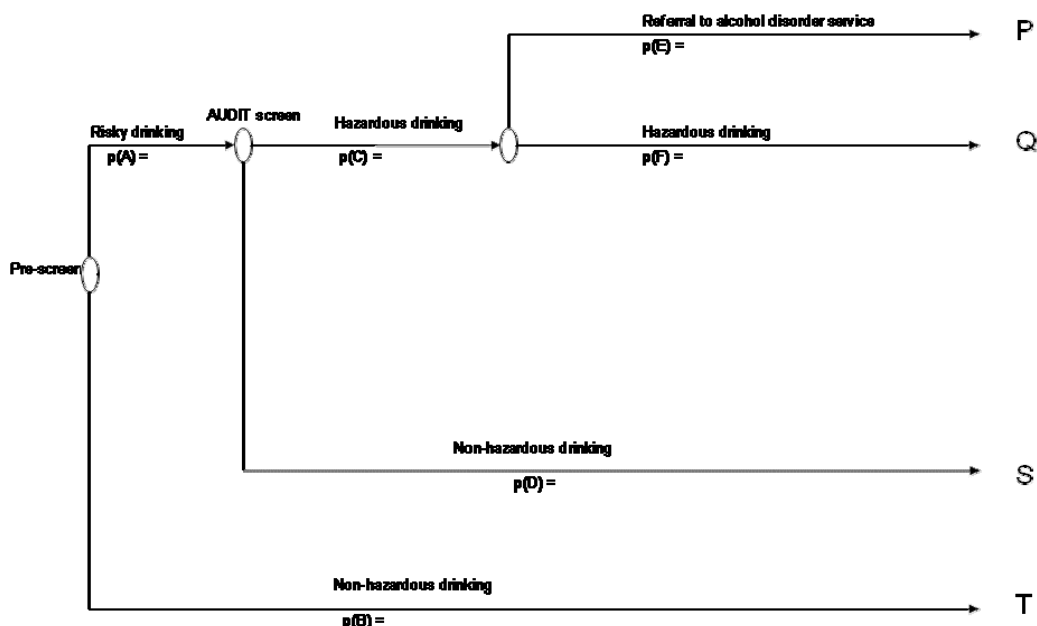 Referral to alcohol disorder service
p(E) =
P
AUDIT screen
Risky drinking
p(A) =
Hazardous drinking
p(C) =
Hazardous drinking
p(F) =
Q
Pre-screen
Non-hazardous drinking
p(D) =
S
Non-hazardous drinking
p(B) =
T